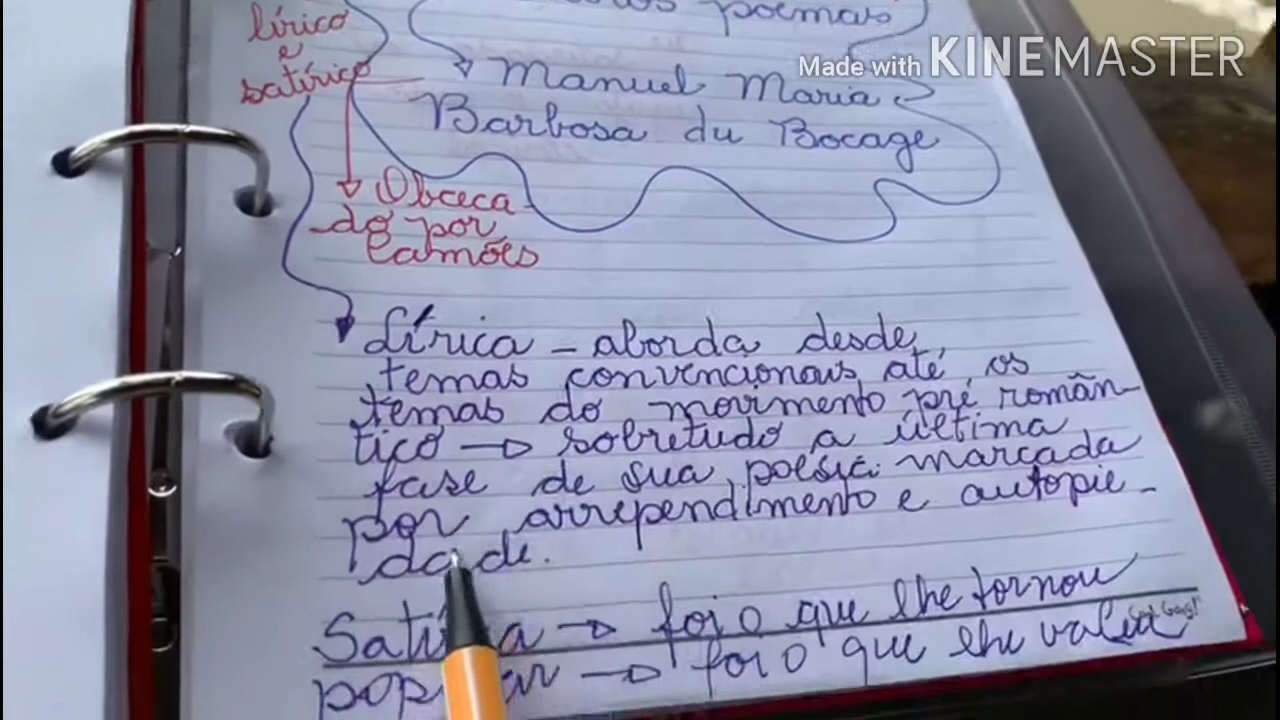 poemas
Made with KINEMASTER
lírico
e
satírico
Manuel Maria
Barbosa du Bocage
Obceca
do por
Camões
Lírica - aborda desde
temas convencionais até os
temas do movimento pré român-
tico → sobretudo a última
fase de sua poesia marcada
por arrependimento e autopie-
dade.
→ foi o que lhe tornou
→ foi o que lhe valeu